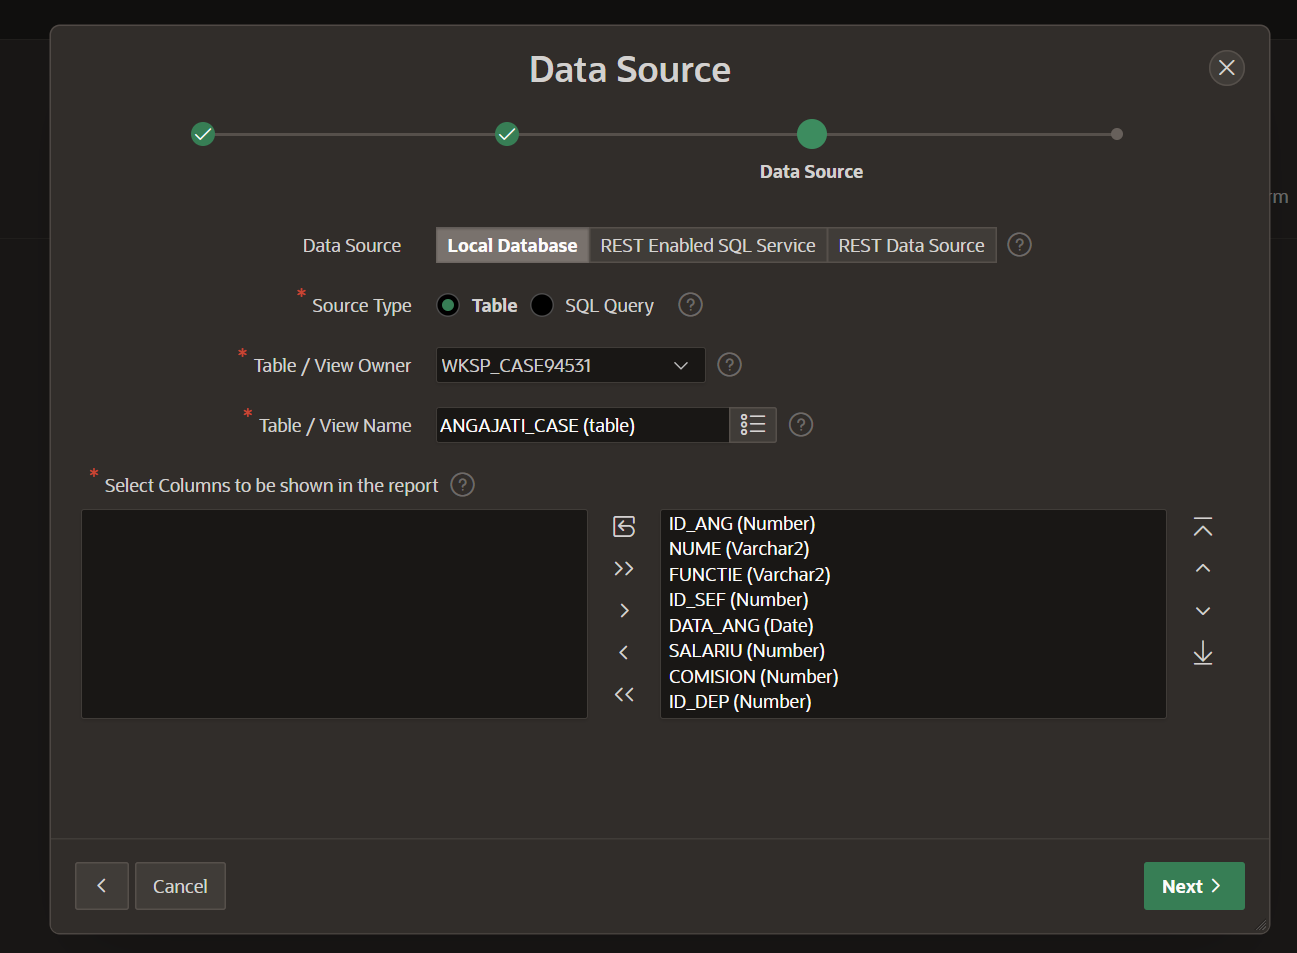 Data Source
Data Source
rm
Data Source Local Database REST Enabled SQL Service REST Data Source ?
* Source Type Table SQL Query ?
* Table / View Owner WKSP_CASE94531 ?
* Table / View Name ANGAJATI_CASE (table) ?
* Select Columns to be shown in the report ?
ID_ANG (Number)
NUME (Varchar2)
FUNCTIE (Varchar2)
ID_SEF (Number)
DATA_ANG (Date)
SALARIU (Number)
COMISION (Number)
ID_DEP (Number)
Cancel Next